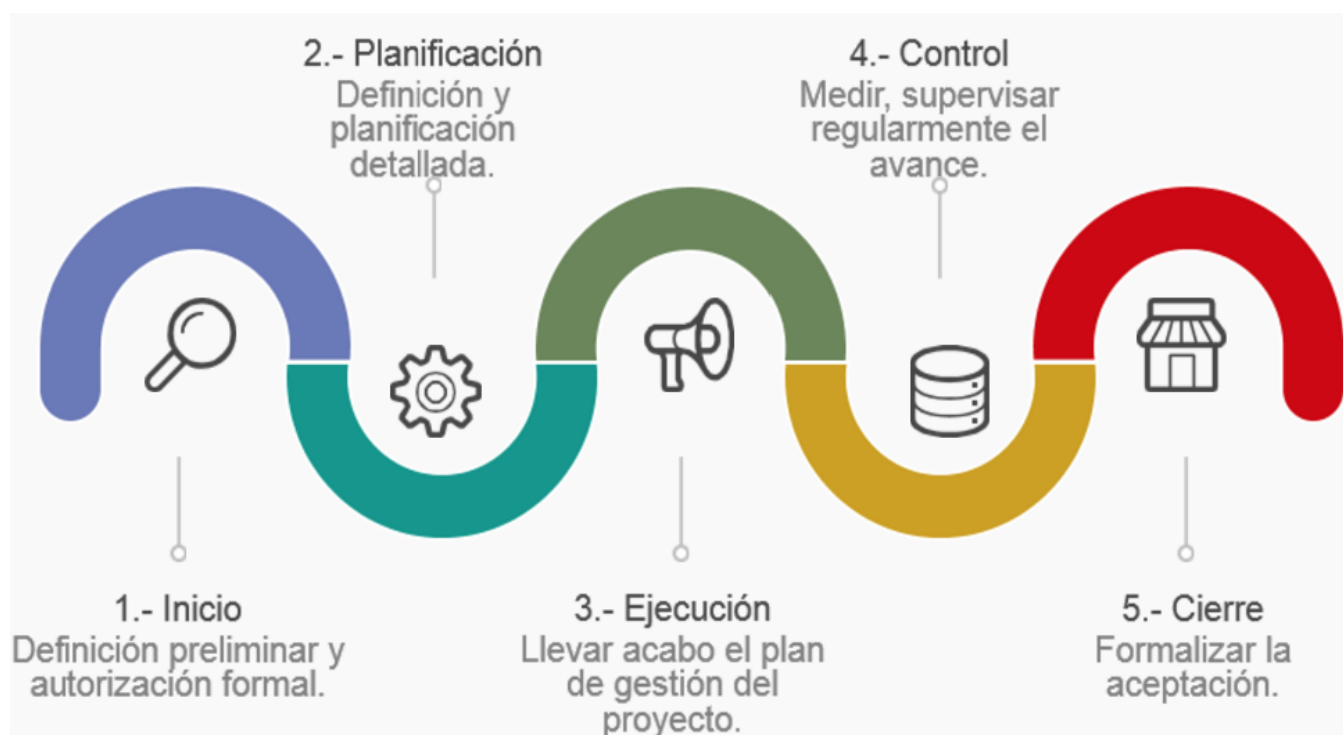 1.- Inicio
Definición preliminar y
autorización formal.
2.- Planificación
Definición y
planificación
detallada.
3.- Ejecución
Llevar acabo el plan
de gestión del
proyecto.
4.- Control
Medir, supervisar
regularmente el
avance.
5.- Cierre
Formalizar la
aceptación.